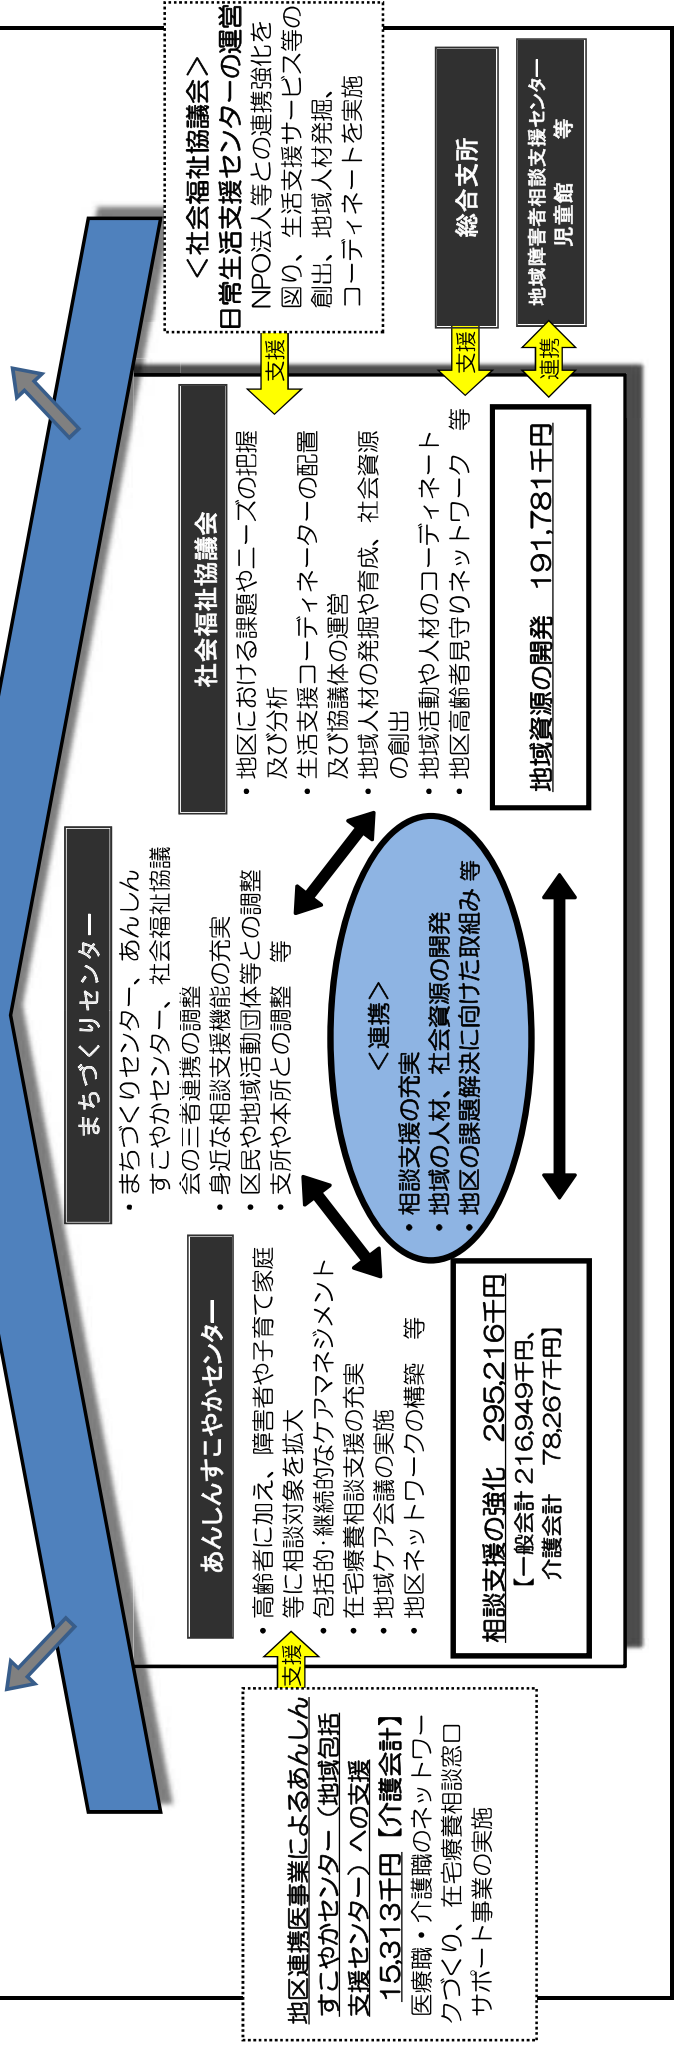 まちづくりセンター
・まちづくりセンター、あんしん
すこやかセンター、社会福祉協議
会の三者連携の調整
・身近な相談支援機能の充実
・区民や地域活動団体等との調整
・支所や本所との調整　等
あんしんすこやかセンター
・高齢者に加え、障害者や子育て家庭
等に相談対象を拡大
・包括的・継続的なケアマネジメント
・在宅療養相談支援の充実
・地域ケア会議の実施
・地区ネットワークの構築　等
相談支援の強化　295,216千円
【一般会計 216,949千円、
介護会計　78,267千円】
社会福祉協議会
・地区における課題やニーズの把握
及び分析
・生活支援コーディネーターの配置
及び協議体の運営
・地域人材の発掘や育成、社会資源
の創出
・地域活動や人材のコーディネート
・地区高齢者見守りネットワーク　等
地域資源の開発　191,781千円
＜連携＞
・相談支援の充実
・地域の人材、社会資源の開発
・地区の課題解決に向けた取組み 等
支援
地区連携医事業によるあんしん
すこやかセンター（地域包括
支援センター）への支援
15,313千円【介護会計】
医療職・介護職のネットワー
クづくり、在宅療養相談窓口
サポート事業の実施
支援
＜社会福祉協議会＞
日常生活支援センターの運営
NPO法人等との連携強化を
図り、生活支援サービス等の
創出、地域人材発掘、
コーディネートを実施
支援
総合支所
連携
地域障害者相談支援センター
児童館　　等